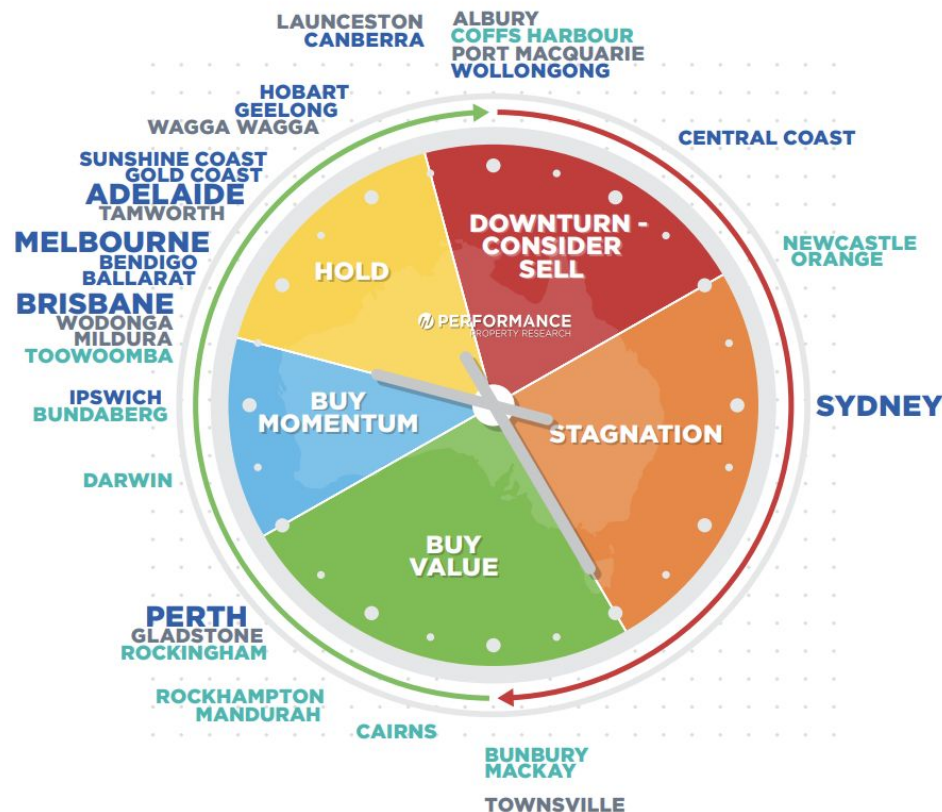 LAUNCESTON
CANBERRA
ALBURY
COFFS HARBOUR
PORT MACQUARIE
WOLLONGONG
HOBART
GEELONG
WAGGA WAGGA
CENTRAL COAST
SUNSHINE COAST
GOLD COAST
ADELAIDE
TAMWORTH
MELBOURNE
BENDIGO
BALLARAT
NEWCASTLE
ORANGE
BRISBANE
WODONGA
MILDURA
TOOWOOMBA
IPSWICH
BUNDABERG
SYDNEY
DARWIN
PERTH
GLADSTONE
ROCKINGHAM
ROCKHAMPTON
MANDURAH
CAIRNS
BUNBURY
MACKAY
TOWNSVILLE
DOWNTURN -
CONSIDER
SELL
HOLD
PERFORMANCE
PROPERTY RESEARCH
BUY
MOMENTUM
STAGNATION
BUY
VALUE